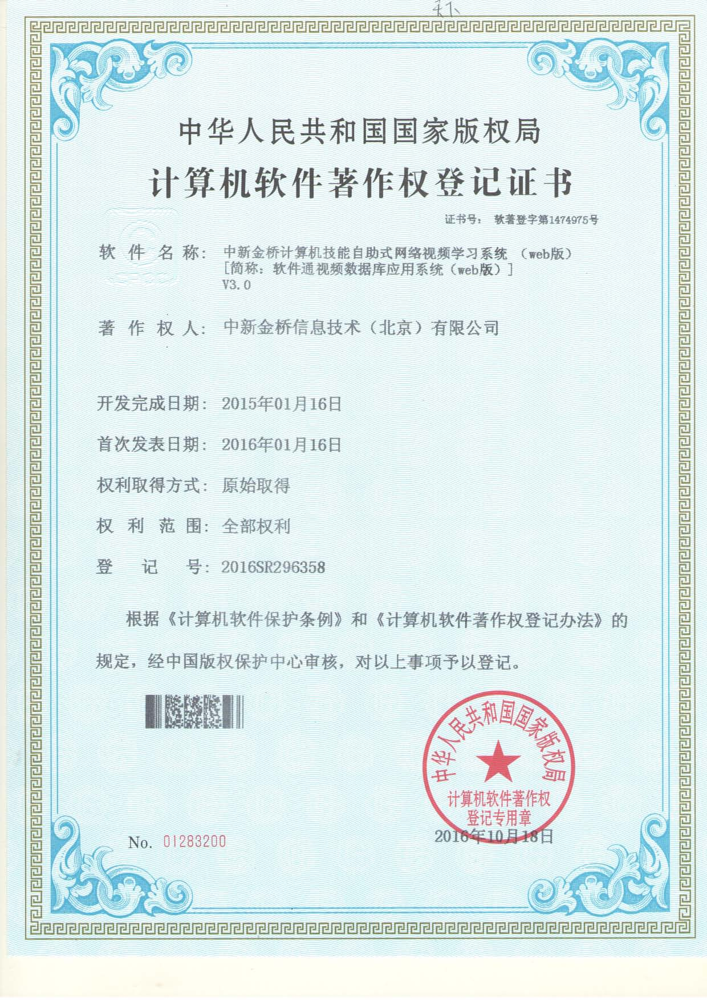 中华人民共和国国家版权局
计算机软件著作权登记证书
证书号： 软著登字第1474975号
软件名称： 中新金桥计算机技能自助式网络视频学习系统 （web版）
[简称：软件通视频数据库应用系统（web版）]
V3.0
著作权人： 中新金桥信息技术（北京）有限公司
开发完成日期： 2015年01月16日
首次发表日期： 2016年01月16日
权利取得方式： 原始取得
权利范围： 全部权利
登记号： 2016SR296358
根据《计算机软件保护条例》和《计算机软件著作权登记办法》的
规定，经中国版权保护中心审核，对以上事项予以登记。
中华人民共和国国家版权局
计算机软件著作权
登记专用章
2016年10月18日
No. 01283200